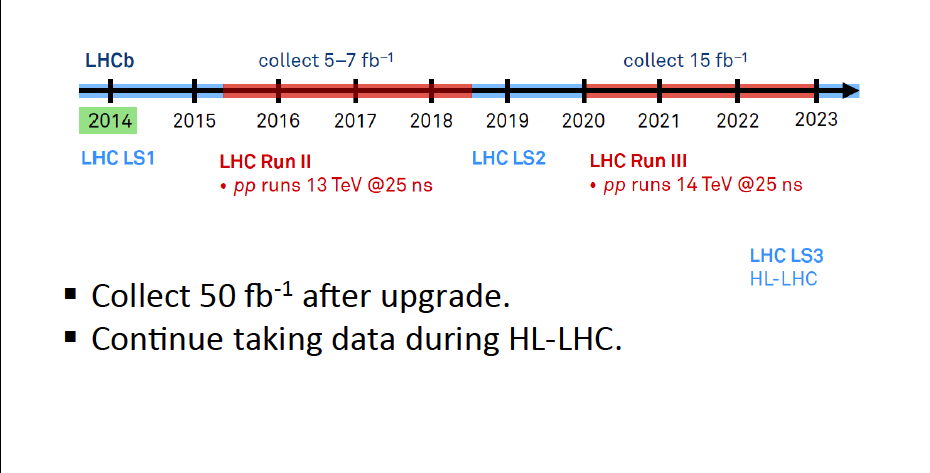 LHCb collect 5–7 fb⁻¹ collect 15 fb⁻¹
2014 2015 2016 2017 2018 2019 2020 2021 2022 2023
LHC LS1 LHC Run II LHC LS2 LHC Run III
• pp runs 13 TeV @25 ns • pp runs 14 TeV @25 ns
LHC LS3
HL-LHC
▪ Collect 50 fb⁻¹ after upgrade.
▪ Continue taking data during HL-LHC.